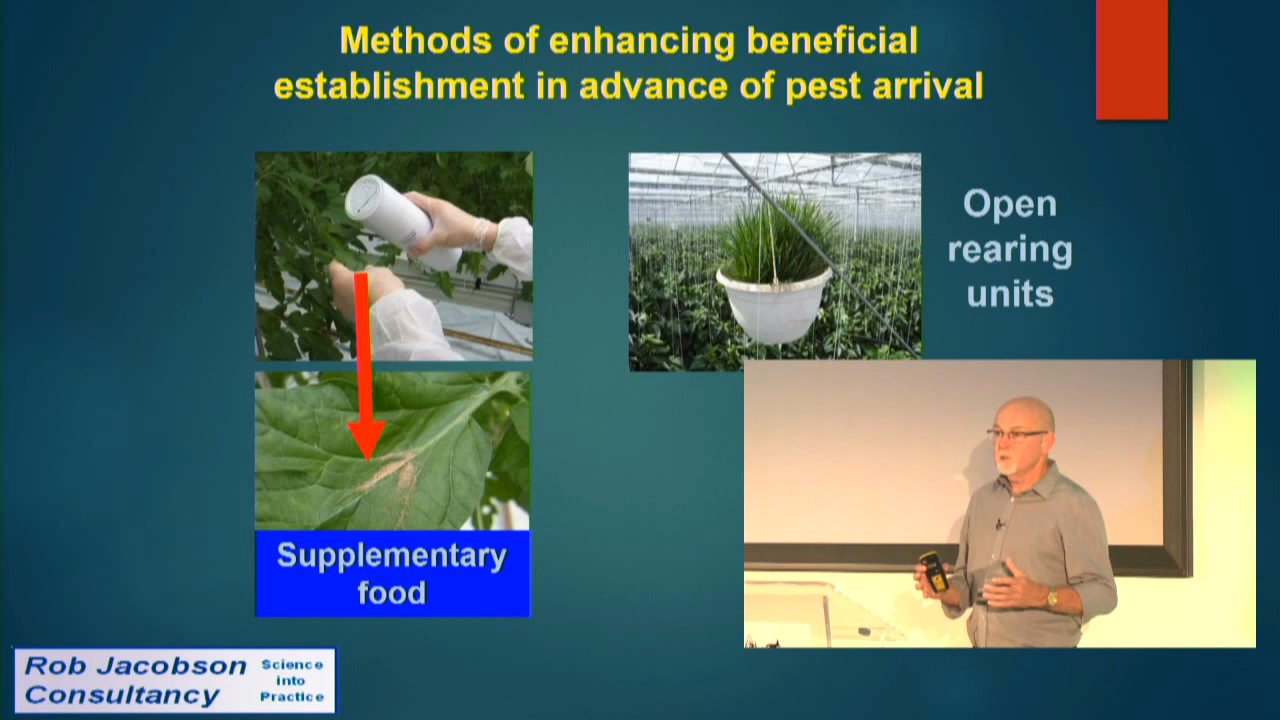 Methods of enhancing beneficial
establishment in advance of pest arrival
Open
rearing
units
Supplementary
food
Rob Jacobson
Consultancy
Science
into
Practice